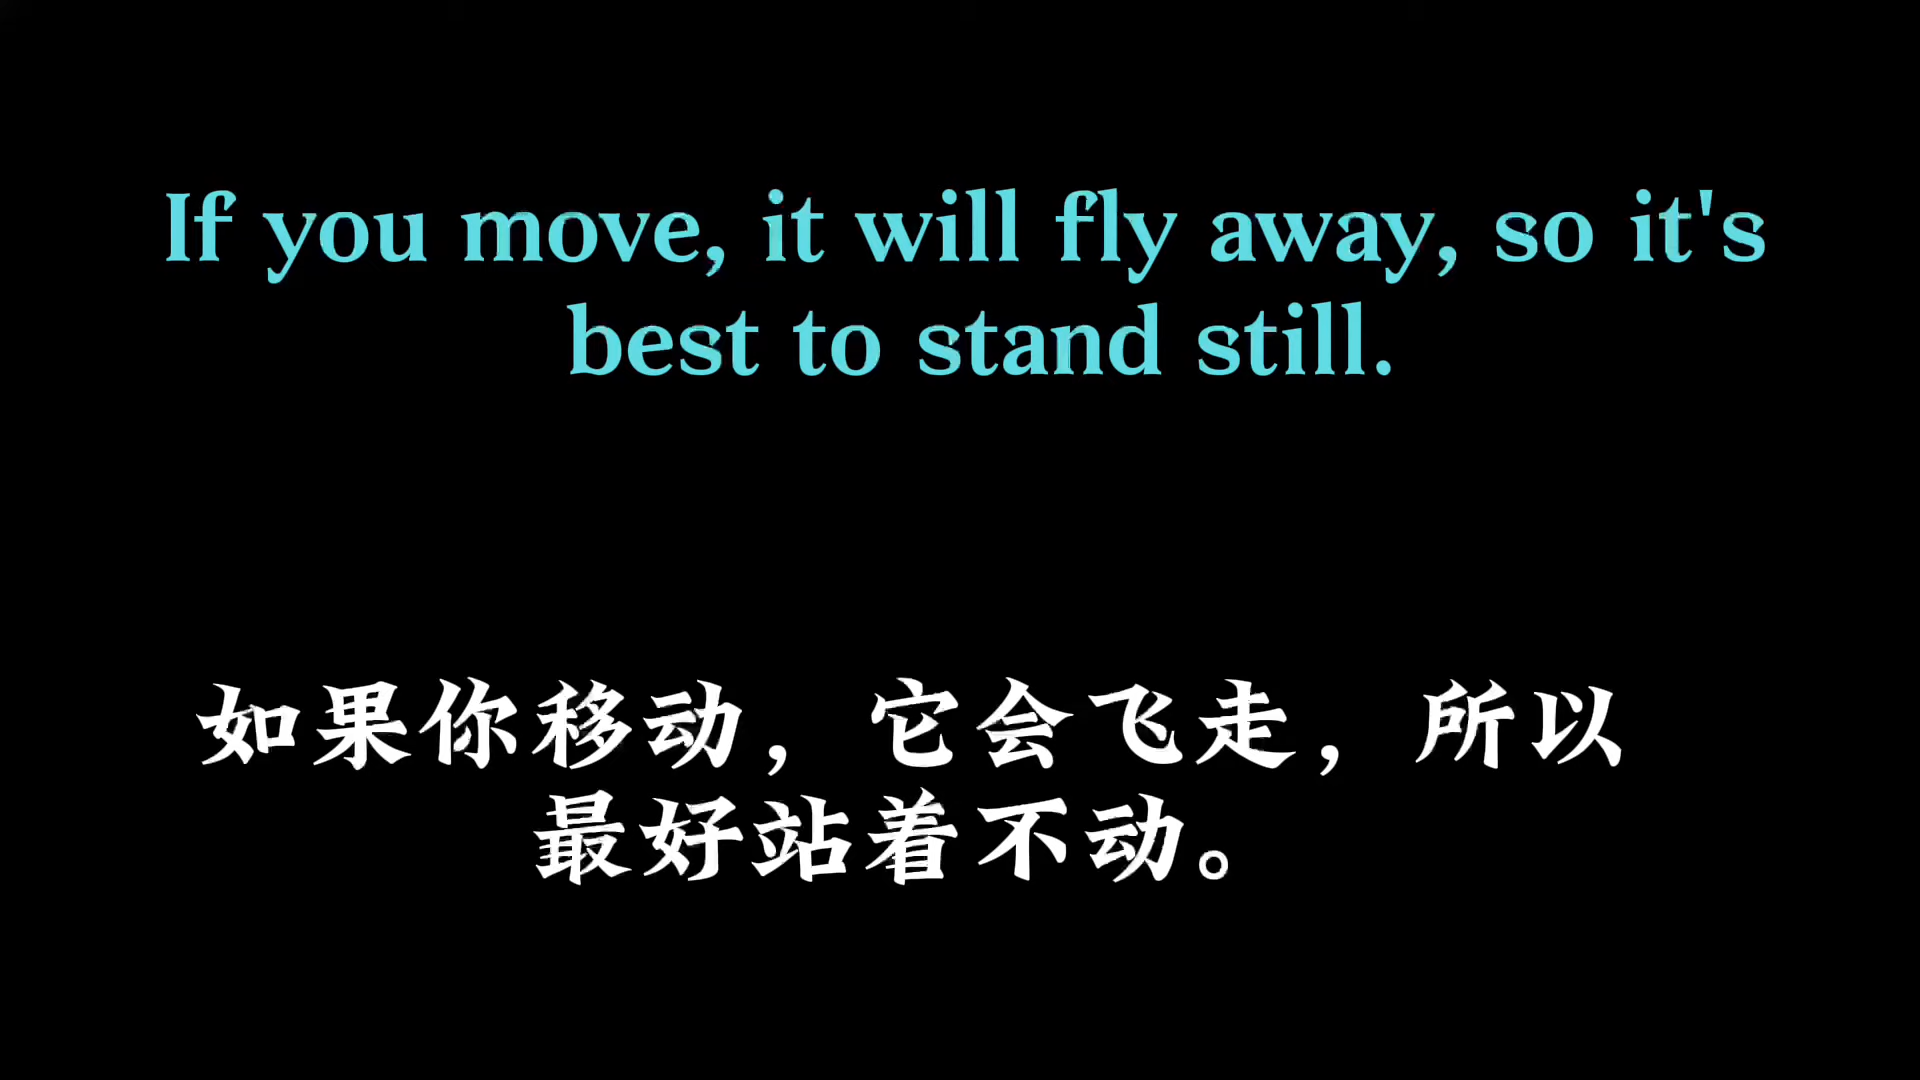 If you move, it will fly away, so it's
best to stand still.
如果你移动，它会飞走，所以
最好站着不动。